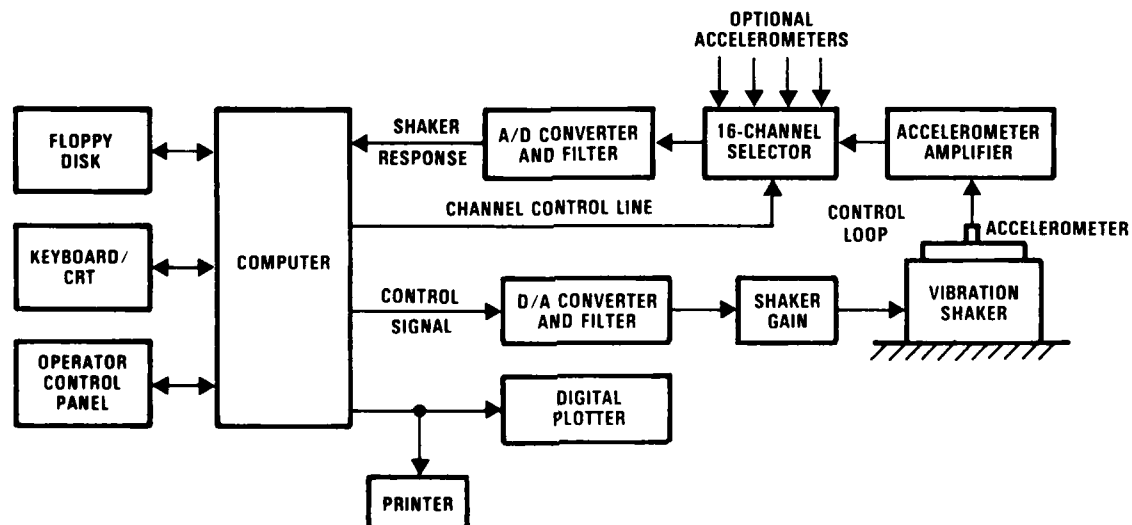 OPTIONAL
ACCELEROMETERS
FLOPPY
DISK
SHAKER
RESPONSE
A/D CONVERTER
AND FILTER
16-CHANNEL
SELECTOR
ACCELEROMETER
AMPLIFIER
CHANNEL CONTROL LINE
CONTROL
LOOP
ACCELEROMETER
KEYBOARD/
CRT
COMPUTER
CONTROL
SIGNAL
D/A CONVERTER
AND FILTER
SHAKER
GAIN
VIBRATION
SHAKER
OPERATOR
CONTROL
PANEL
DIGITAL
PLOTTER
PRINTER